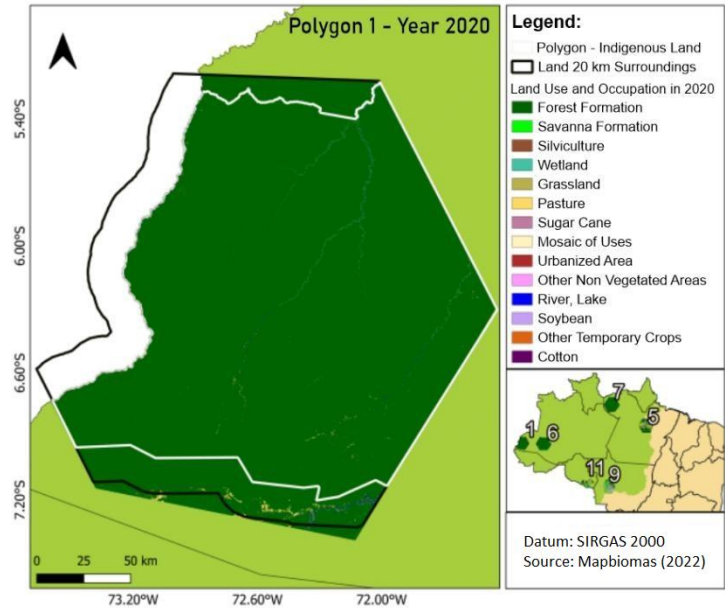 Polygon 1 - Year 2020
5.40°S
6.00°S
6.60°S
7.20°S
0 25 50 km
73.20°W 72.60°W 72.00°W
Legend:
Polygon - Indigenous Land
Land 20 km Surroundings
Land Use and Occupation in 2020
Forest Formation
Savanna Formation
Silviculture
Wetland
Grassland
Pasture
Sugar Cane
Mosaic of Uses
Urbanized Area
Other Non Vegetated Areas
River, Lake
Soybean
Other Temporary Crops
Cotton
7
5
1 6
11 9
Datum: SIRGAS 2000
Source: Mapbiomas (2022)